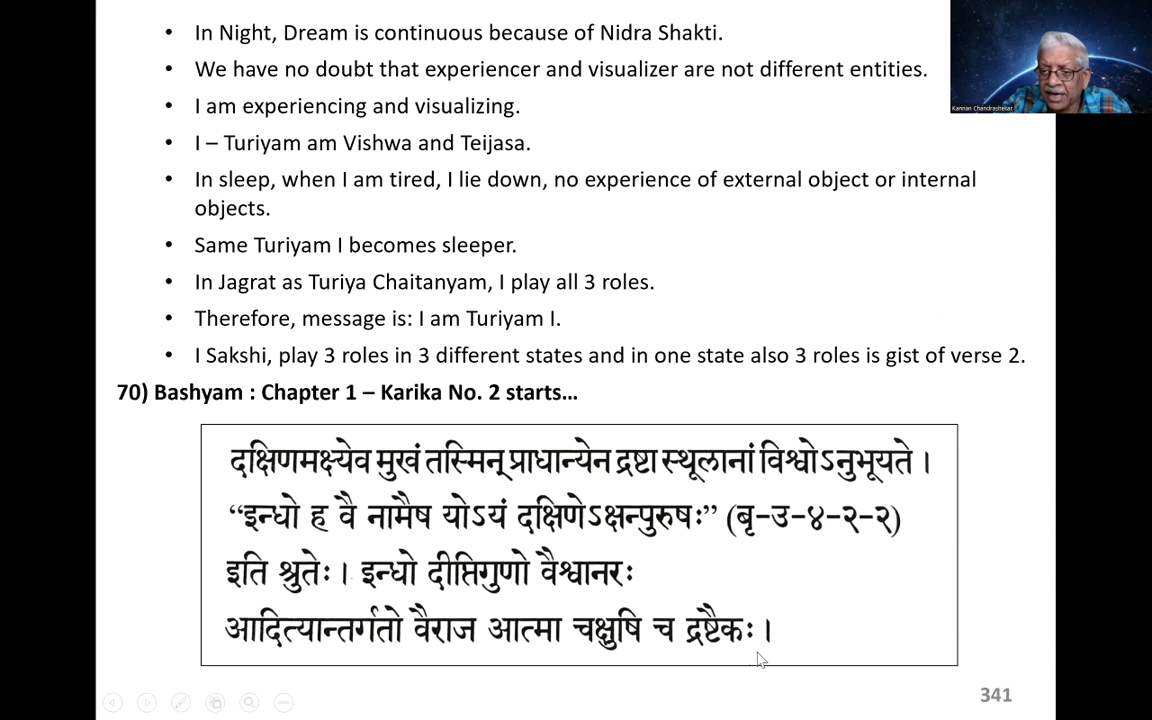 • In Night, Dream is continuous because of Nidra Shakti.
• We have no doubt that experiencer and visualizer are not different entities.
• I am experiencing and visualizing.
• I – Turiyam am Vishwa and Teijasa.
• In sleep, when I am tired, I lie down, no experience of external object or internal
objects.
• Same Turiyam I becomes sleeper.
• In Jagrat as Turiya Chaitanyam, I play all 3 roles.
• Therefore, message is: I am Turiyam I.
• I Sakshi, play 3 roles in 3 different states and in one state also 3 roles is gist of verse 2.
70) Bashyam : Chapter 1 – Karika No. 2 starts…
दक्षिणमक्ष्येव मुखं तस्मिन् प्राधान्येन द्रष्टा स्थूलानां विश्वोऽनुभूयते ।
“इन्धो ह वै नामैष योऽयं दक्षिणेऽक्षन्पुरुषः” (बृ-उ-४-२-२)
इति श्रुतेः । इन्धो दीप्तिगुणो वैश्वानरः
आदित्यान्तर्गतो वैराज आत्मा चक्षुषि च द्रष्टैकः ।
341
Kannan Chandrashekar